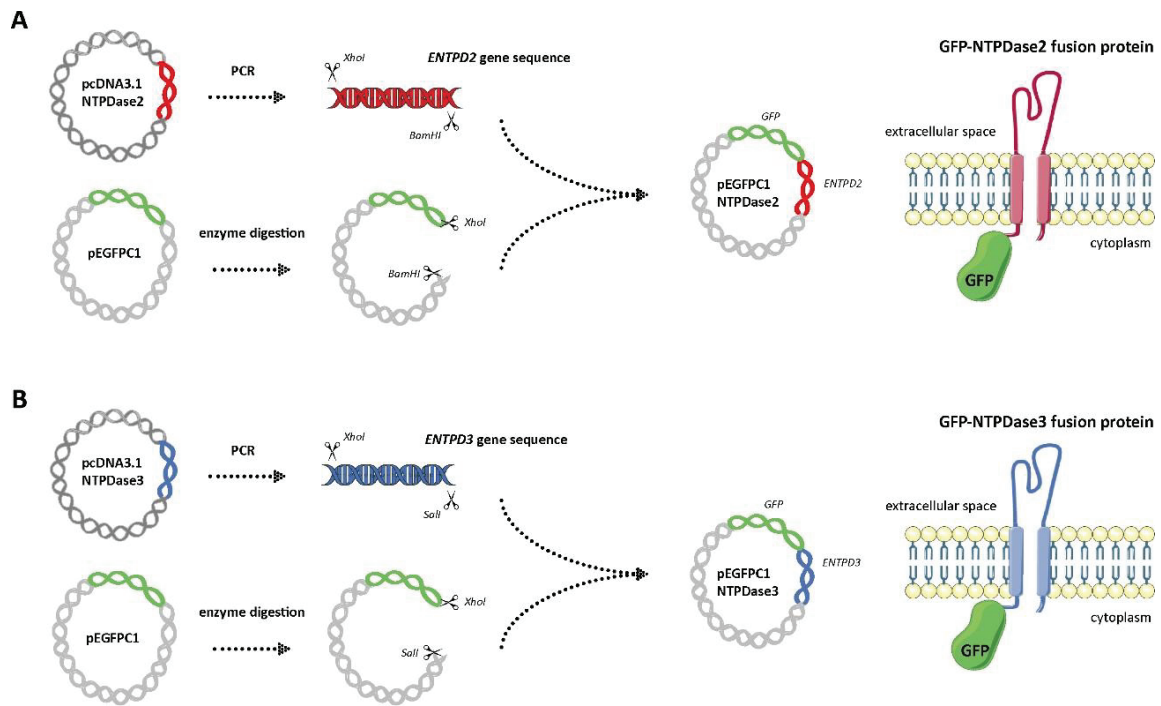 A
pcDNA3.1
NTPDase2
PCR
XhoI
ENTPD2 gene sequence
BamHI
pEGFPC1
enzyme digestion
XhoI
BamHI
GFP
pEGFPC1
NTPDase2
ENTPD2
GFP-NTPDase2 fusion protein
extracellular space
cytoplasm
GFP
B
pcDNA3.1
NTPDase3
PCR
XhoI
ENTPD3 gene sequence
SalI
pEGFPC1
enzyme digestion
XhoI
SalI
GFP
pEGFPC1
NTPDase3
ENTPD3
GFP-NTPDase3 fusion protein
extracellular space
cytoplasm
GFP